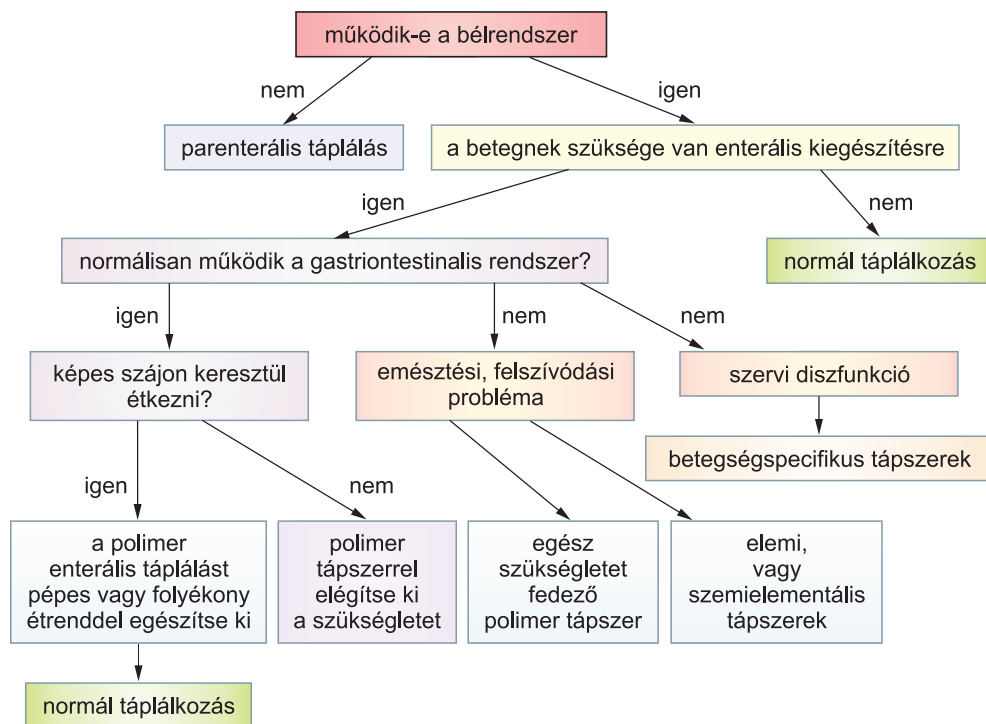 működik-e a bélrendszer
nem
igen
parenterális táplálás
a betegnek szüksége van enterális kiegészítésre
igen
nem
normálisan működik a gastriontestinalis rendszer?
normál táplálkozás
igen
nem
nem
képes szájon keresztül
étkezni?
emésztési, felszívódási
probléma
szervi diszfunkció
betegségspecifikus tápszerek
igen
nem
a polimer
enterális táplálást
pépes vagy folyékony
étrenddel egészítse ki
polimer
tápszerrel
elégítse ki
a szükségletet
egész
szükségletet
fedező
polimer tápszer
elemi,
vagy
szemielementális
tápszerek
normál táplálkozás